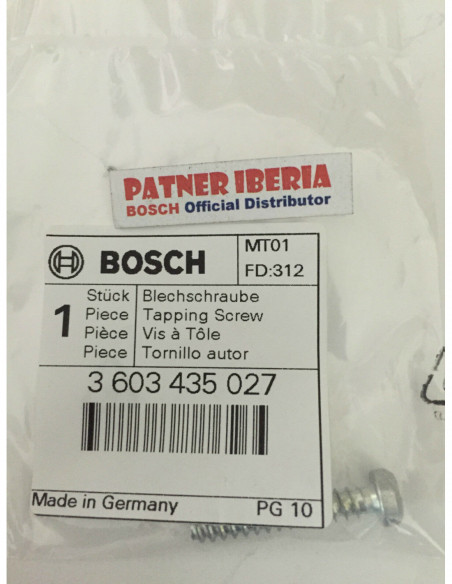 PATNER IBERIA
BOSCH Official Distributor
BOSCH
MT01
FD:312
1
Stück Blechschraube
Piece Tapping Screw
Pièce Vis à Tôle
Piece Tornillo autor
3 603 435 027
Made in Germany PG 10